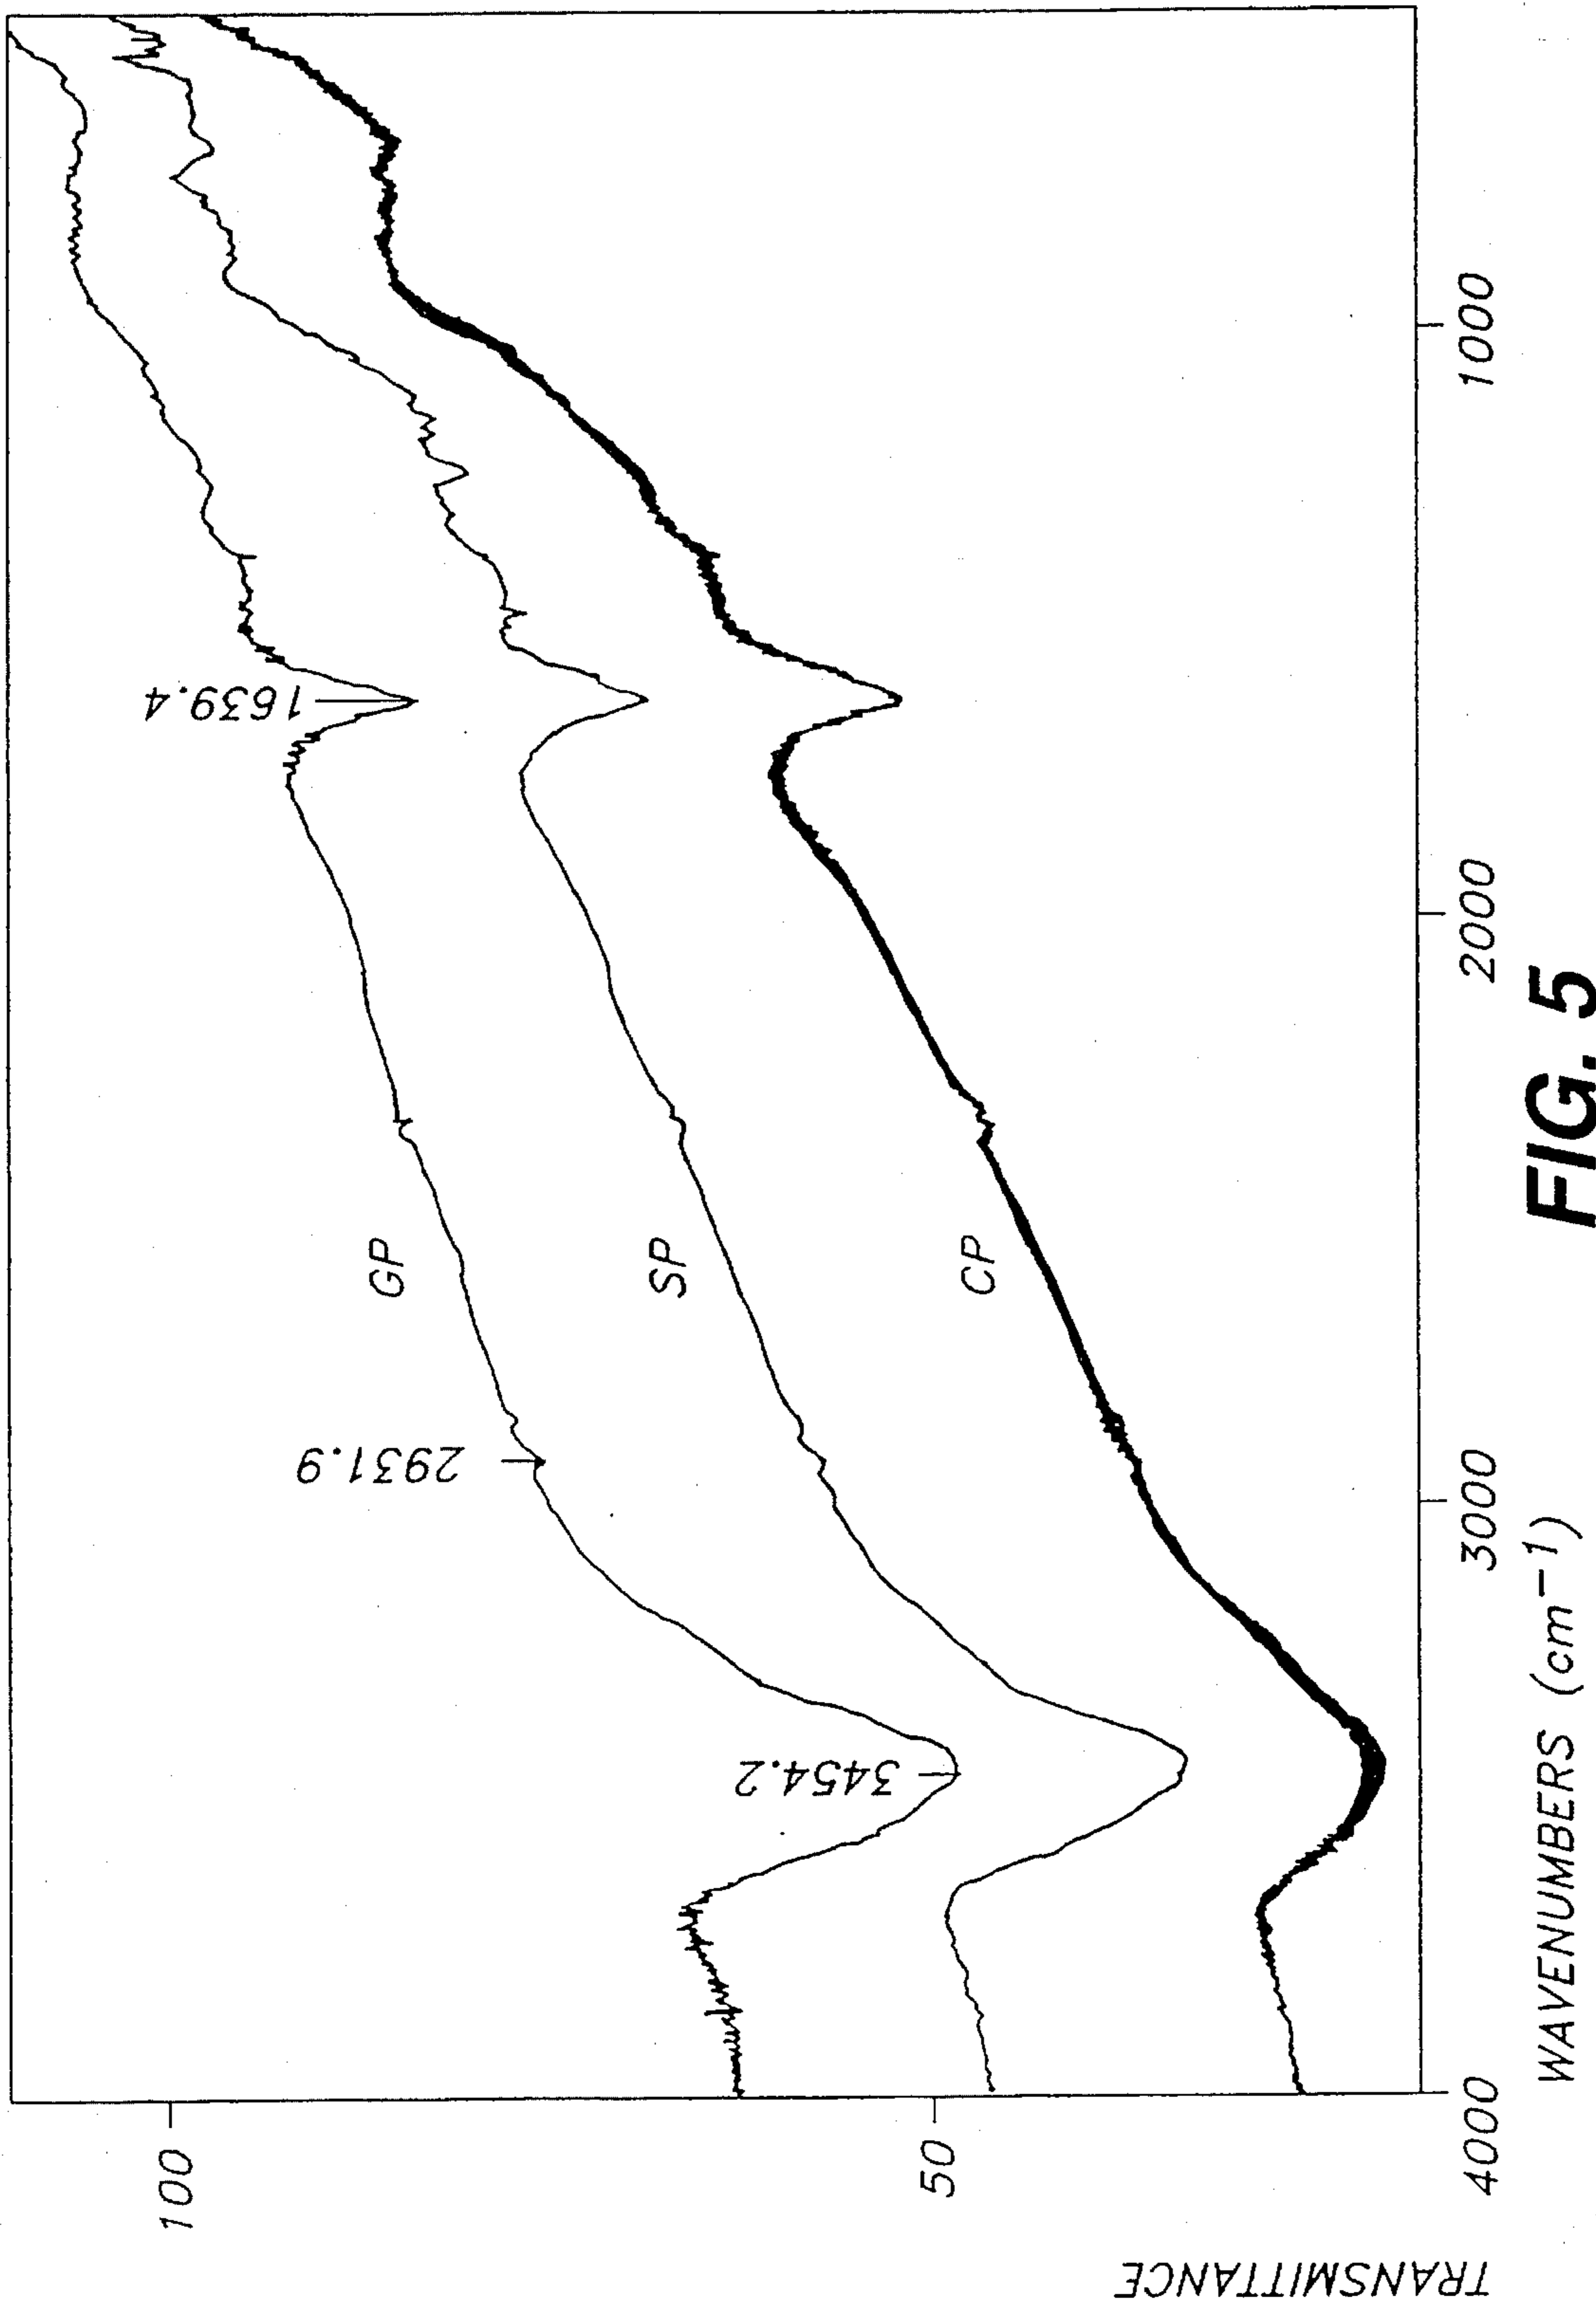 TRANSMITTANCE
100
50
1639.4
2931.9
3454.2
GP
SP
CP
4000
3000
2000
1000
WAVENUMBERS (cm⁻¹)
FIG. 5